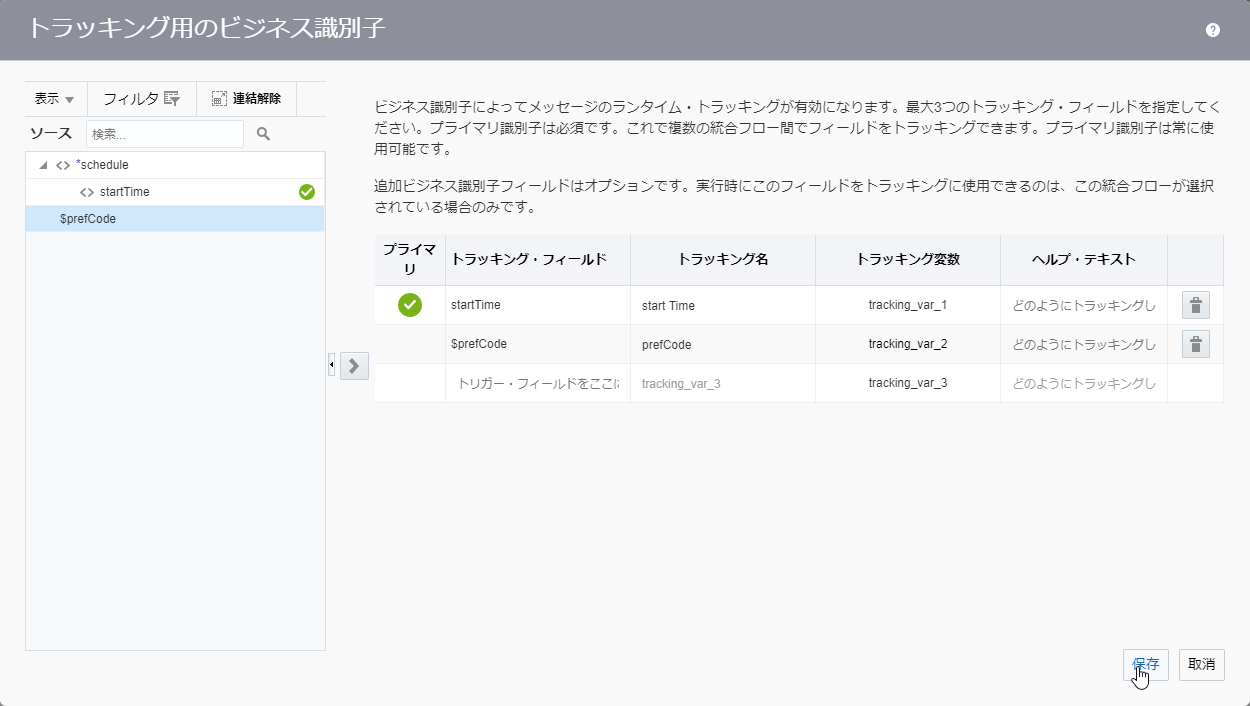 トラッキング用のビジネス識別子
表示
フィルタ
連結解除
ソース
検索...
<> *schedule
<> startTime
$prefCode
ビジネス識別子によってメッセージのランタイム・トラッキングが有効になります。最大3つのトラッキング・フィールドを指定してく
ださい。プライマリ識別子は必須です。これで複数の統合フロー間でフィールドをトラッキングできます。プライマリ識別子は常に使
用可能です。
追加ビジネス識別子フィールドはオプションです。実行時にこのフィールドをトラッキングに使用できるのは、この統合フローが選択
されている場合のみです。
プライマ
リ
トラッキング・フィールド
トラッキング名
トラッキング変数
ヘルプ・テキスト
startTime
start Time
tracking_var_1
どのようにトラッキングし
$prefCode
prefCode
tracking_var_2
どのようにトラッキングし
トリガー・フィールドをここに
tracking_var_3
tracking_var_3
どのようにトラッキングし
保存
取消